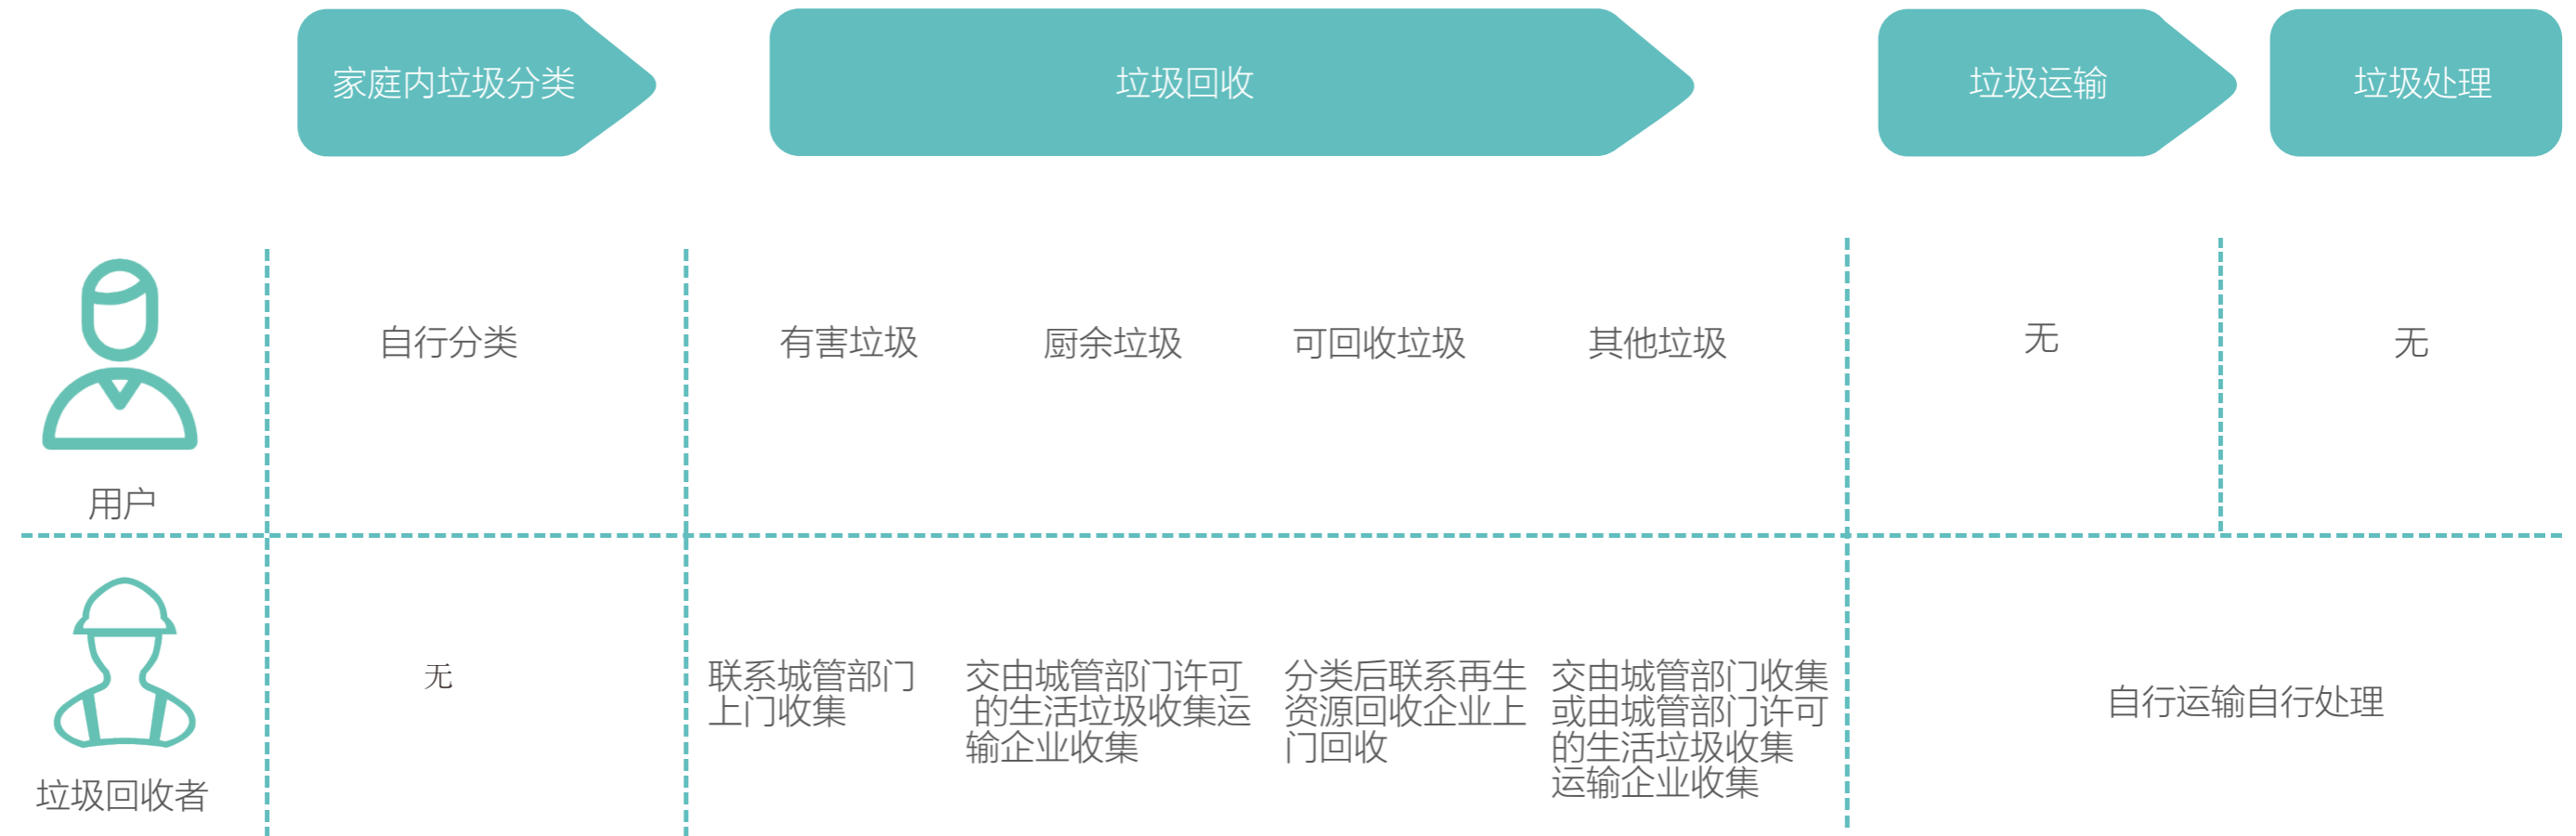 家庭内垃圾分类
垃圾回收
垃圾运输
垃圾处理
用户
自行分类
有害垃圾
厨余垃圾
可回收垃圾
其他垃圾
无
无
垃圾回收者
无
联系城管部门
上门收集
交由城管部门许可
的生活垃圾收集运
输企业收集
分类后联系再生
资源回收企业上
门回收
交由城管部门收集
或由城管部门许可
的生活垃圾收集
运输企业收集
自行运输自行处理